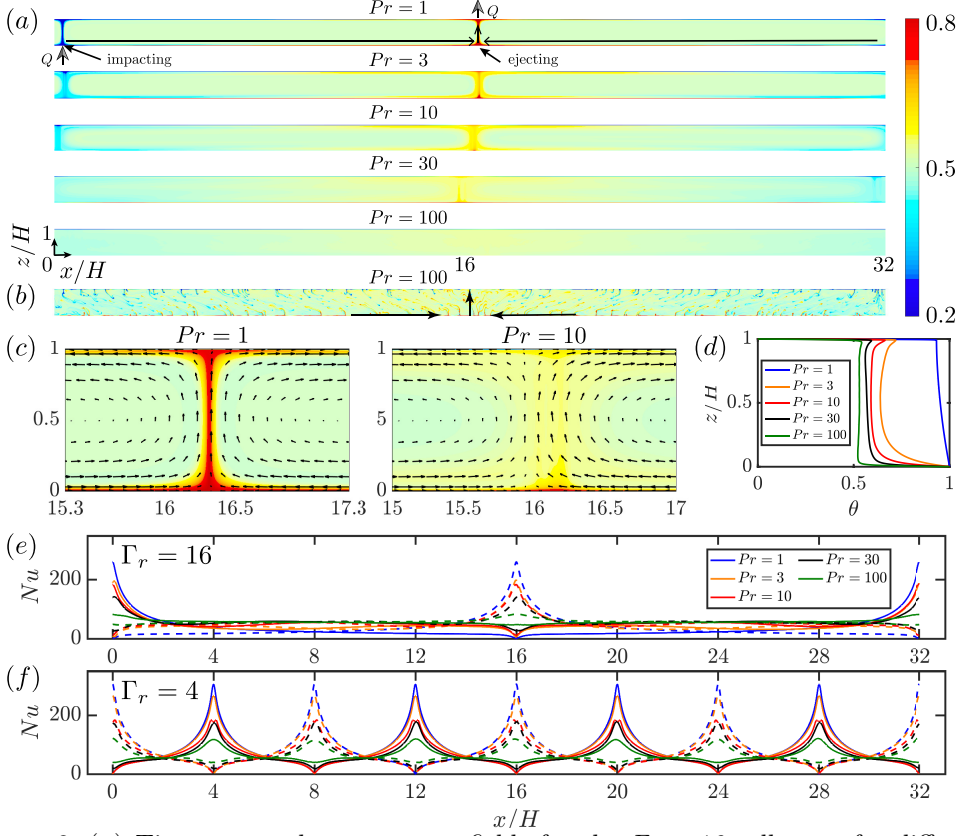 (a)
Pr = 1
Q
0.8
Q
impacting
ejecting
Pr = 3
Pr = 10
0.5
Pr = 30
Pr = 100
z/H
1
0
x/H
16
32
(b)
Pr = 100
0.2
(c)
Pr = 1
1
0.5
0
15.3
16
16.5
17.3
Pr = 10
1
5
0
15
15.6
16.5
17
(d)
z/H
1
0.5
0
Pr = 1
Pr = 3
Pr = 10
Pr = 30
Pr = 100
0
0.5
1
θ
(e)
Γr = 16
Nu
200
0
Pr = 1
Pr = 3
Pr = 10
Pr = 30
Pr = 100
0
4
8
12
16
20
24
28
32
(f)
Γr = 4
Nu
200
0
0
4
8
12
16
20
24
28
32
x/H